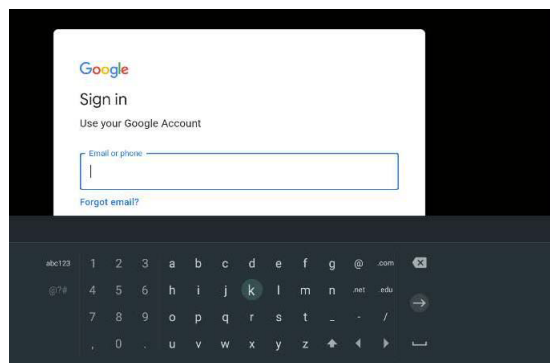 Google
Sign in
Use your Google Account
Email or phone
Forgot email?
abc123 1 2 3 a b c d e f g @ .com
@?# 4 5 6 h i j k l m n .net .edu
7 8 9 o p q r s t _ - /
, 0 . u v w x y z